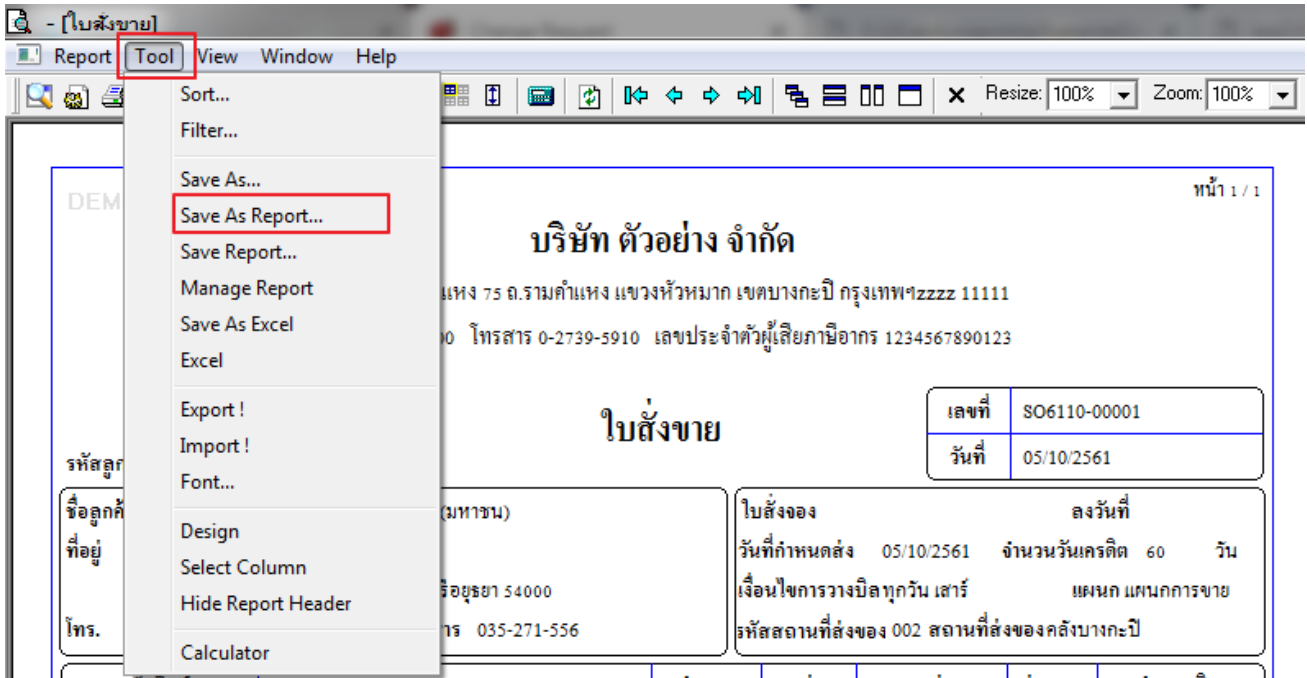 - [ใบสั่งขาย]
Report Tool View Window Help
Resize: 100% Zoom: 100%
Sort...
Filter...
Save As...
Save As Report...
Save Report...
Manage Report
Save As Excel
Excel
Export !
Import !
Font...
Design
Select Column
Hide Report Header
Calculator
DEM
หน้า 1 / 1
บริษัท ตัวอย่าง จำกัด
แหง 75 ถ.รามคำแหง แขวงหัวหมาก เขตบางกะปิ กรุงเทพฯzzzz 11111
โทรสาร 0-2739-5910 เลขประจำตัวผู้เสียภาษีอากร 1234567890123
ใบสั่งขาย
เลขที่ SO6110-00001
วันที่ 05/10/2561
รหัสลูก
ชื่อลูกค้ (มหาชน)
ที่อยู่
54000
โทร. 035-271-556
ใบสั่งจอง ลงวันที่
วันที่กำหนดส่ง 05/10/2561 จำนวนวันเครดิต 60 วัน
เงื่อนไขการวางบิล ทุกวัน เสาร์ แผนก แผนกการขาย
รหัสสถานที่ส่งของ 002 สถานที่ส่งของคลังบางกะปิ